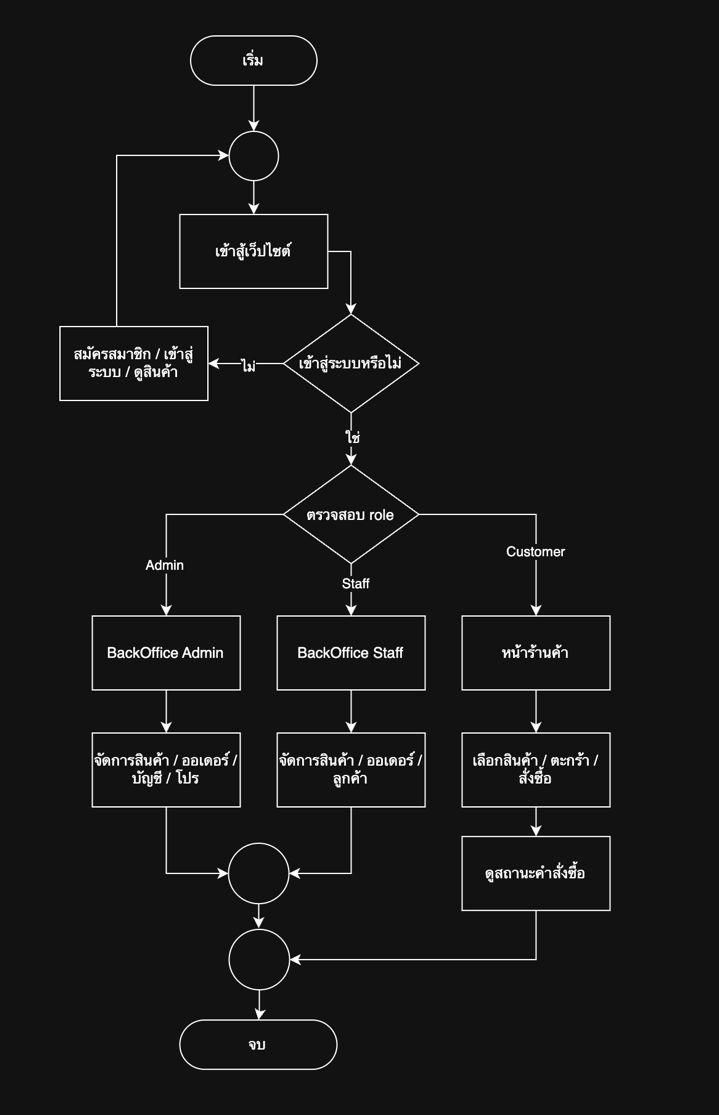 เริ่ม
เข้าสู้เว็ปไซต์
สมัครสมาชิก / เข้าสู่
ระบบ / ดูสินค้า
ไม่
เข้าสู่ระบบหรือไม่
ใช่
ตรวจสอบ role
Admin
Staff
Customer
BackOffice Admin
BackOffice Staff
หน้าร้านค้า
จัดการสินค้า / ออเดอร์ /
บัญชี / โปร
จัดการสินค้า / ออเดอร์ /
ลูกค้า
เลือกสินค้า / ตะกร้า /
สั่งซื้อ
ดูสถานะคำสั่งซื้อ
จบ